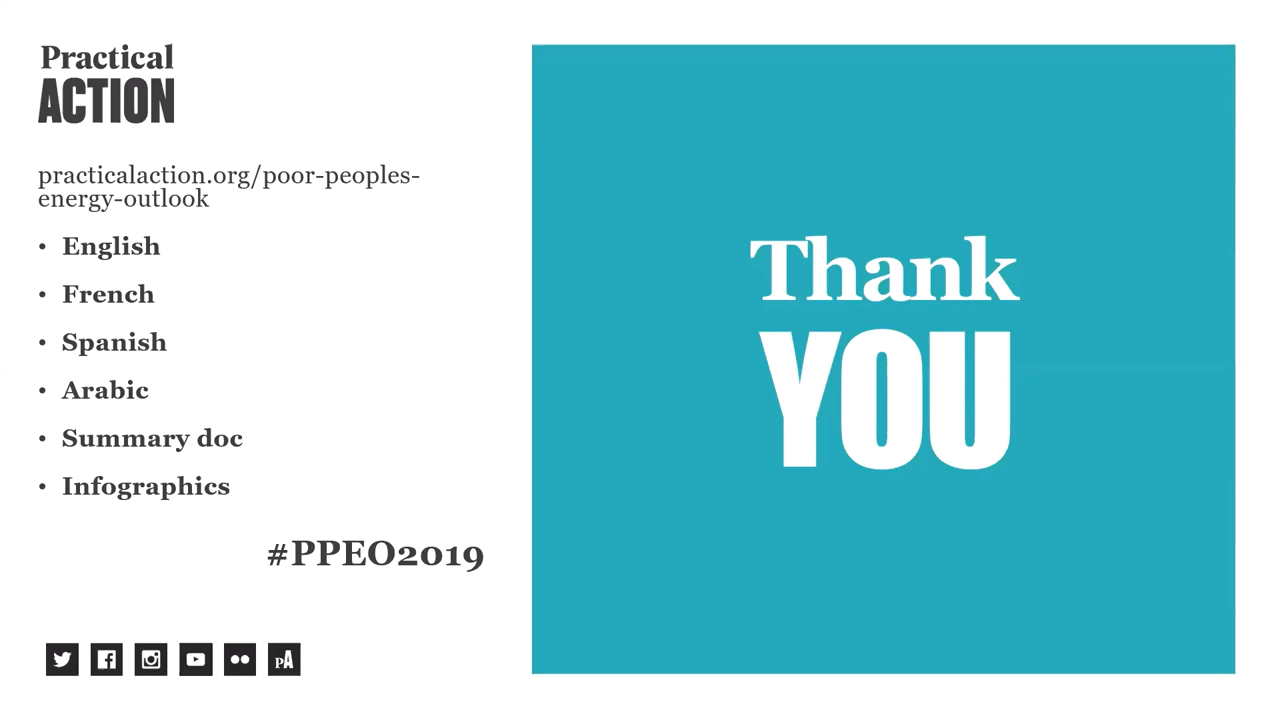 Practical
ACTION
practicalaction.org/poor-peoples-
energy-outlook
• English
• French
• Spanish
• Arabic
• Summary doc
• Infographics
#PPEO2019
pA
Thank
YOU